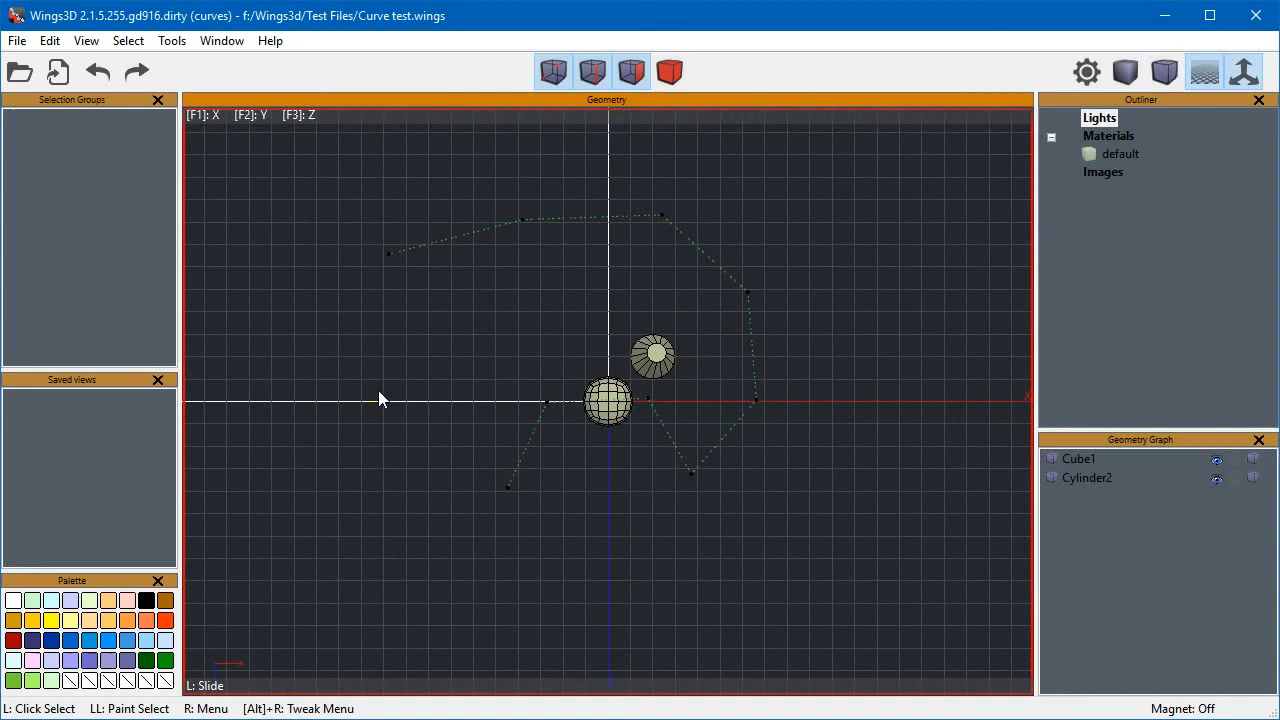 Wings3D 2.1.5.255.gd916.dirty (curves) - f:/Wings3d/Test Files/Curve test.wings
File Edit View Select Tools Window Help
Selection Groups
Geometry
Outliner
[F1]: X [F2]: Y [F3]: Z
Lights
Materials
default
Images
Saved views
X
Geometry Graph
Cube1
Cylinder2
Palette
L: Slide
L: Click Select LL: Paint Select R: Menu [Alt]+R: Tweak Menu
Magnet: Off